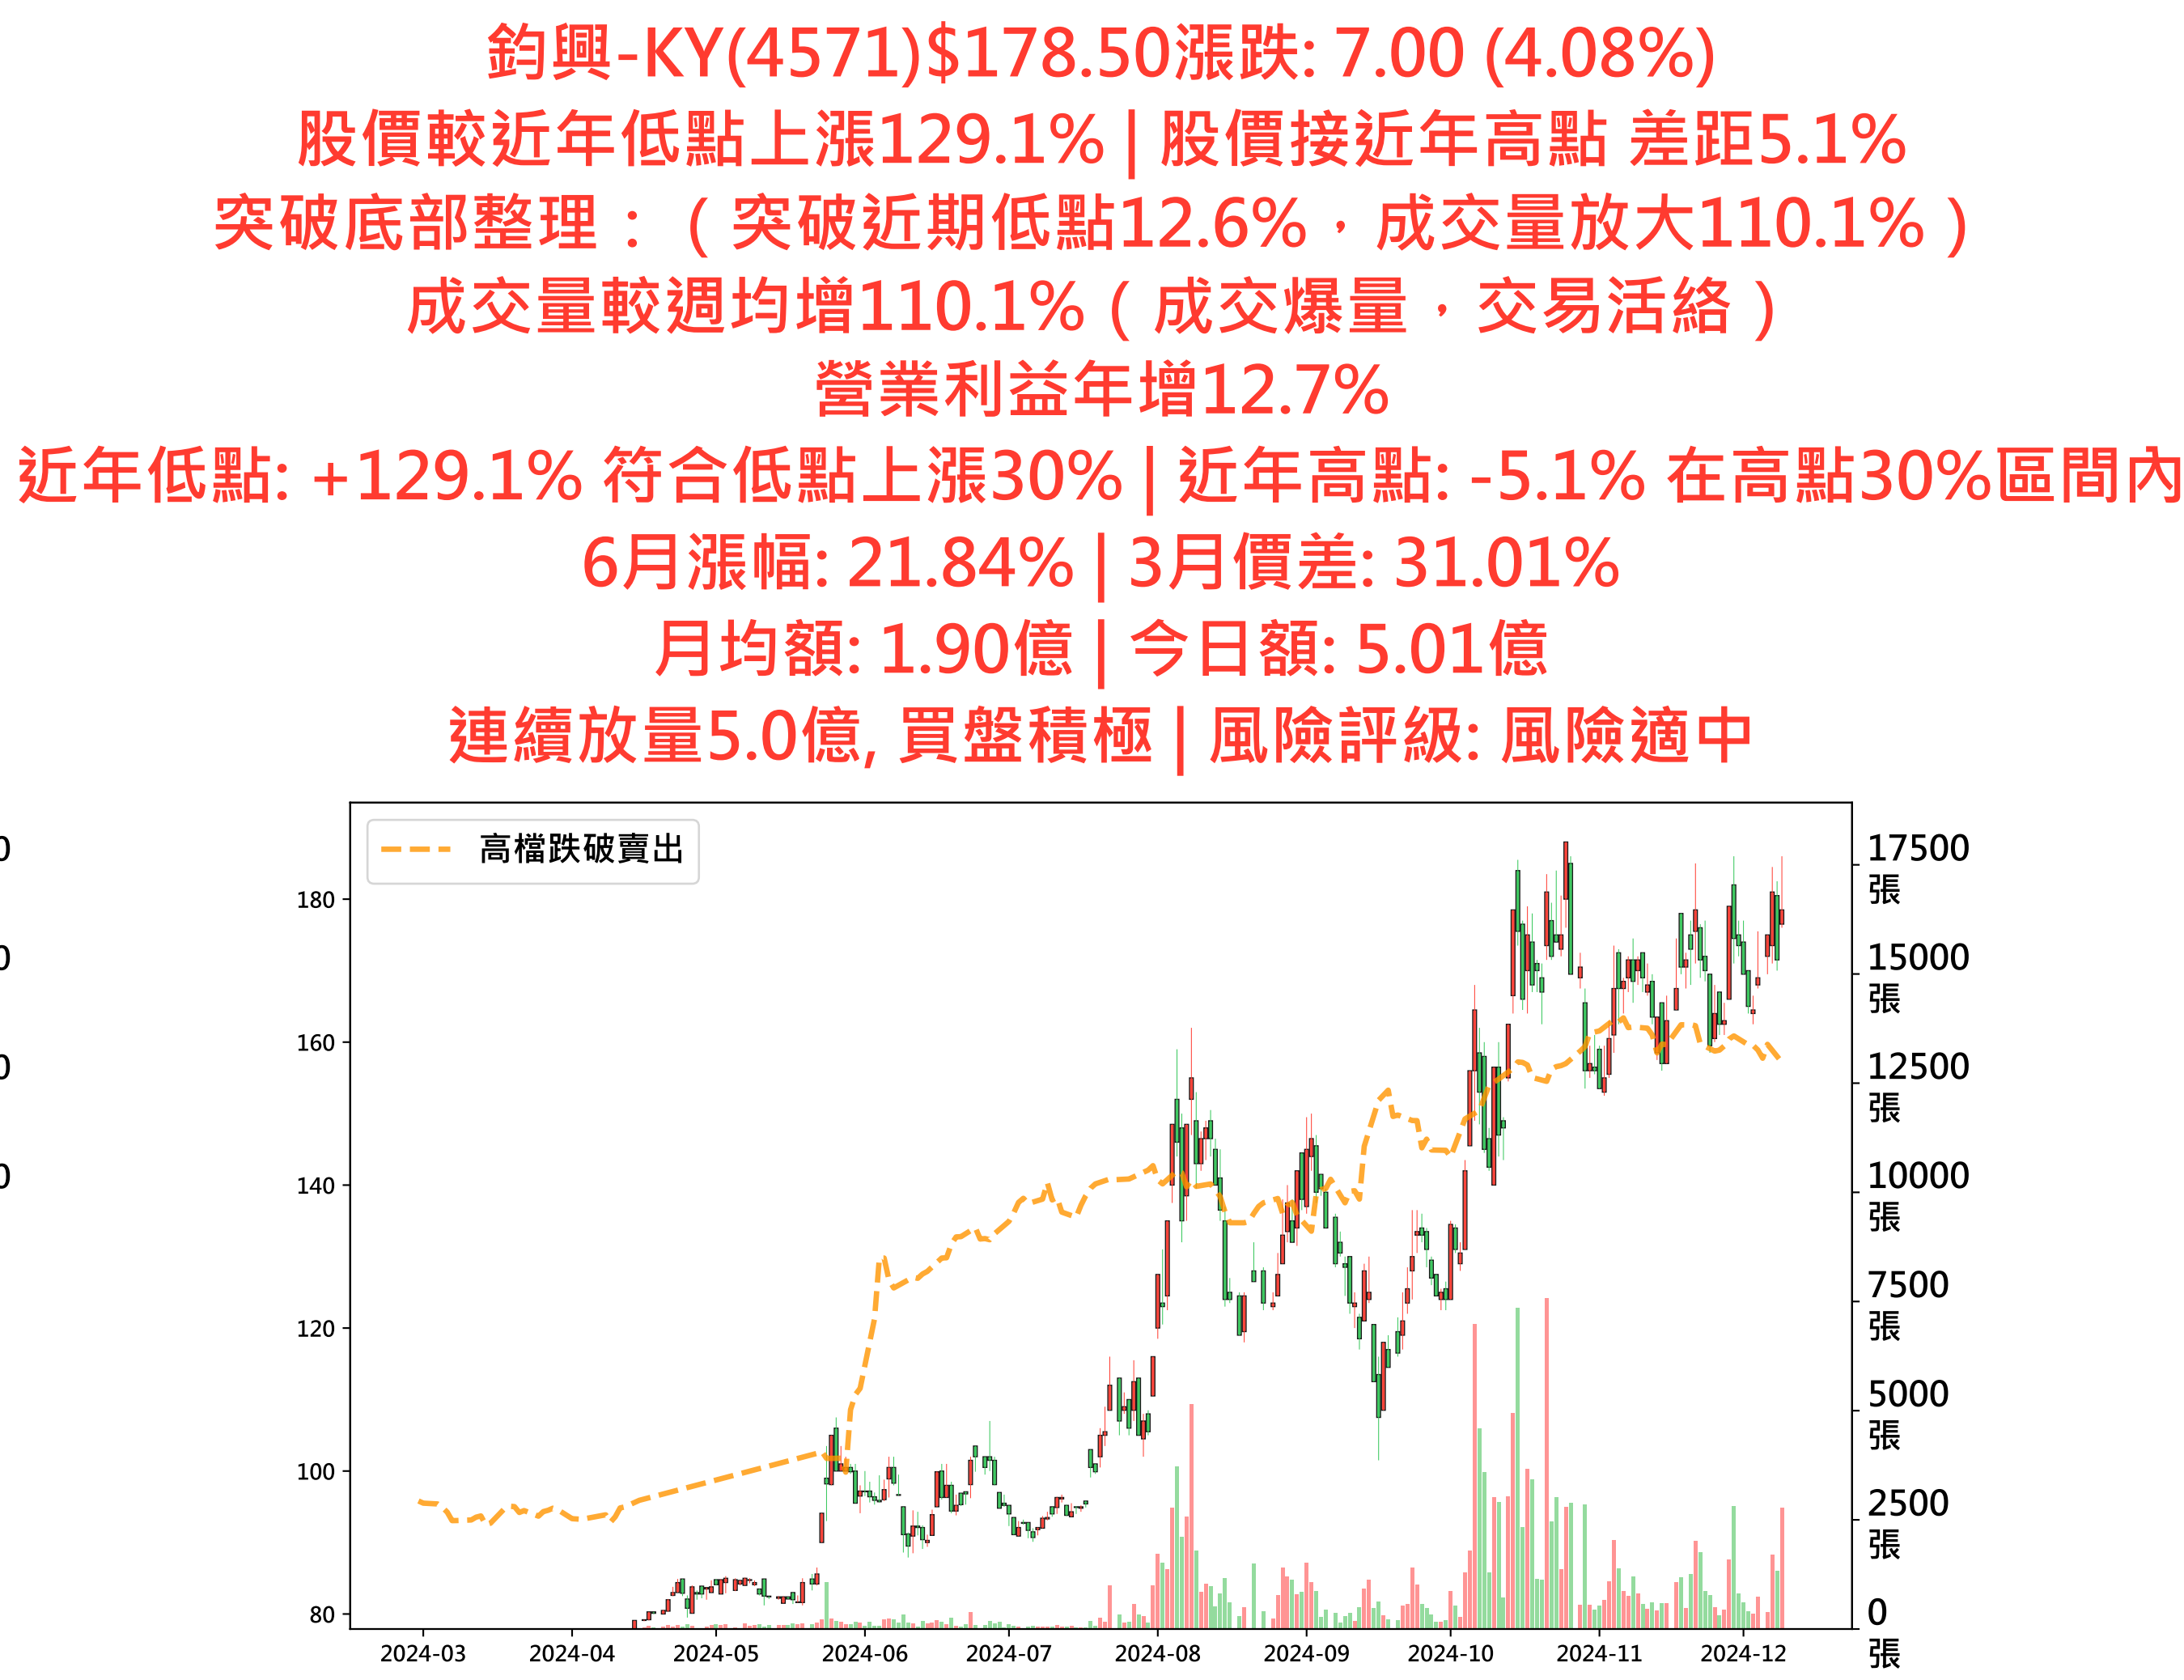 鈞興-KY(4571)$178.50漲跌: 7.00 (4.08%)
股價較近年低點上漲129.1% | 股價接近年高點 差距5.1%
突破底部整理：（突破近期低點12.6%，成交量放大110.1%）
成交量較週均增110.1%（成交爆量，交易活絡）
營業利益年增12.7%
近年低點: +129.1% 符合低點上漲30% | 近年高點: -5.1% 在高點30%區間內
6月漲幅: 21.84% | 3月價差: 31.01%
月均額: 1.90億 | 今日額: 5.01億
連續放量5.0億, 買盤積極 | 風險評級: 風險適中
高檔跌破賣出
180
160
140
120
100
80
17500
張
15000
張
12500
張
10000
張
7500
張
5000
張
2500
張
0
張
0
0
0
0
2024-03 2024-04 2024-05 2024-06 2024-07 2024-08 2024-09 2024-10 2024-11 2024-12